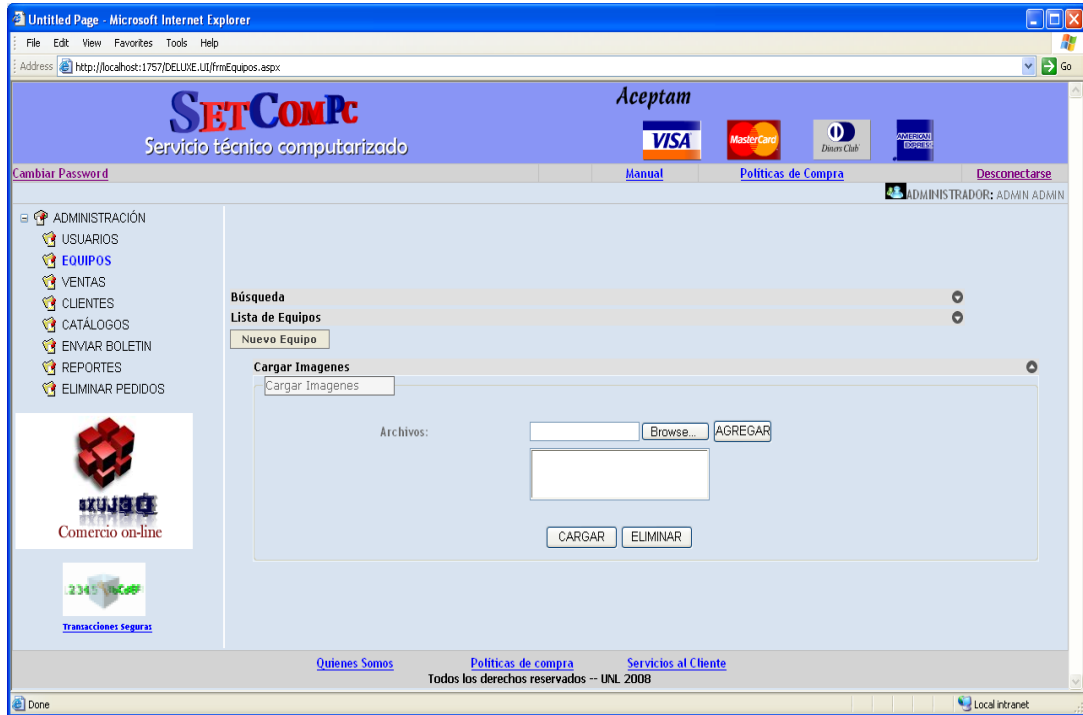 Untitled Page - Microsoft Internet Explorer
File Edit View Favorites Tools Help
Address http://localhost:1757/DELUXE.UI/frmEquipos.aspx Go
SETCOMPC
Servicio técnico computarizado
Aceptam
VISA MasterCard Diners Club AMERICAN EXPRESS
Cambiar Password Manual Políticas de Compra Desconectarse
ADMINISTRADOR: ADMIN ADMIN
ADMINISTRACIÓN
USUARIOS
EQUIPOS
VENTAS
CLIENTES
CATÁLOGOS
ENVIAR BOLETIN
REPORTES
ELIMINAR PEDIDOS
Comercio on-line
Transacciones Seguras
Búsqueda
Lista de Equipos
Nuevo Equipo
Cargar Imagenes
Cargar Imagenes
Archivos: Browse... AGREGAR
CARGAR ELIMINAR
Quienes Somos Políticas de compra Servicios al Cliente
Todos los derechos reservados -- UNL 2008
Done Local intranet